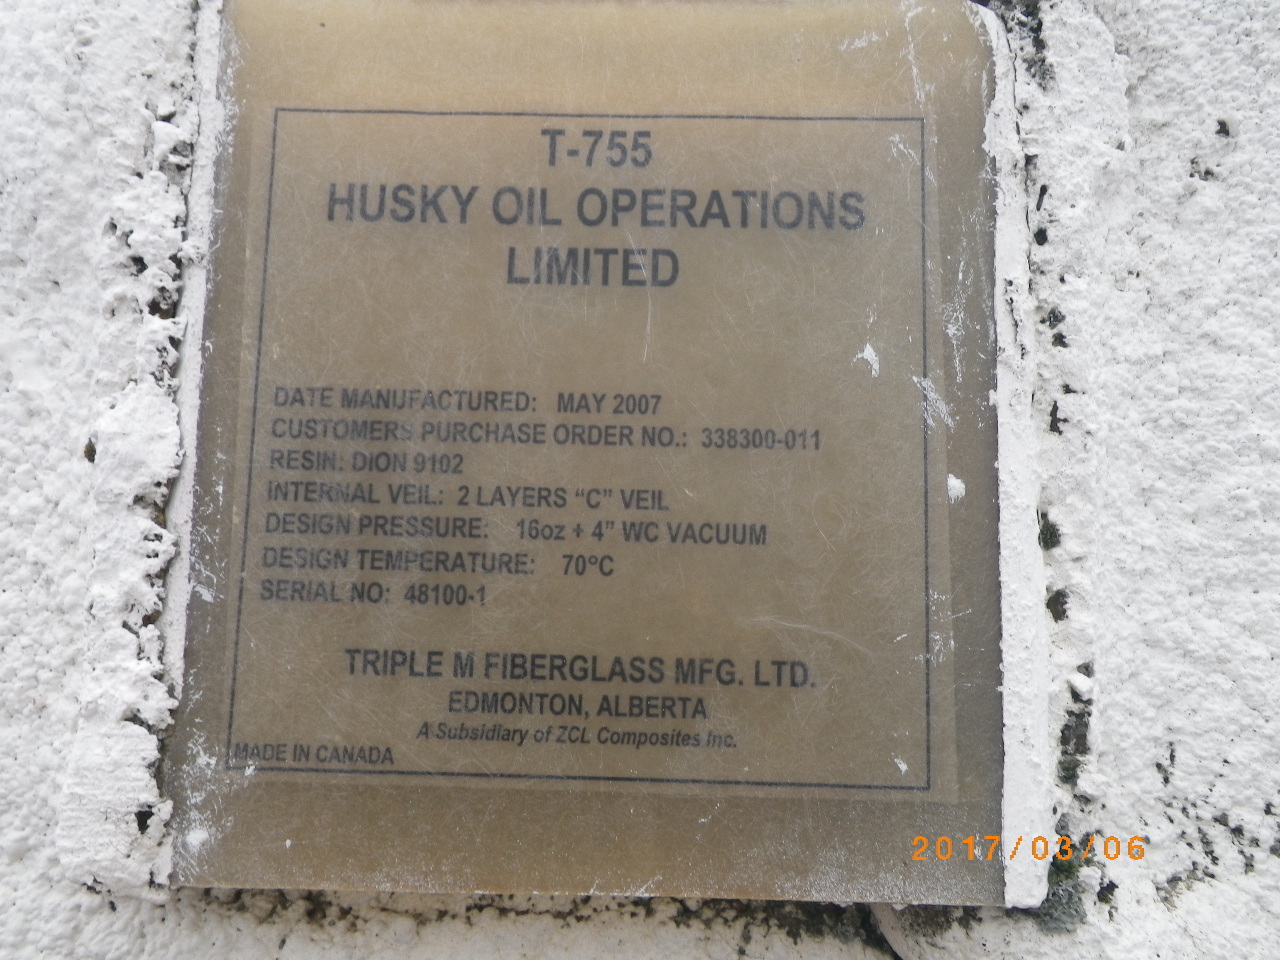 T-755
HUSKY OIL OPERATIONS
LIMITED
DATE MANUFACTURED: MAY 2007
CUSTOMERS PURCHASE ORDER NO.: 338300-011
RESIN: DION 9102
INTERNAL VEIL: 2 LAYERS “C” VEIL
DESIGN PRESSURE: 16oz + 4” WC VACUUM
DESIGN TEMPERATURE: 70°C
SERIAL NO: 48100-1
TRIPLE M FIBERGLASS MFG. LTD.
EDMONTON, ALBERTA
A Subsidiary of ZCL Composites Inc.
MADE IN CANADA
2017/03/06